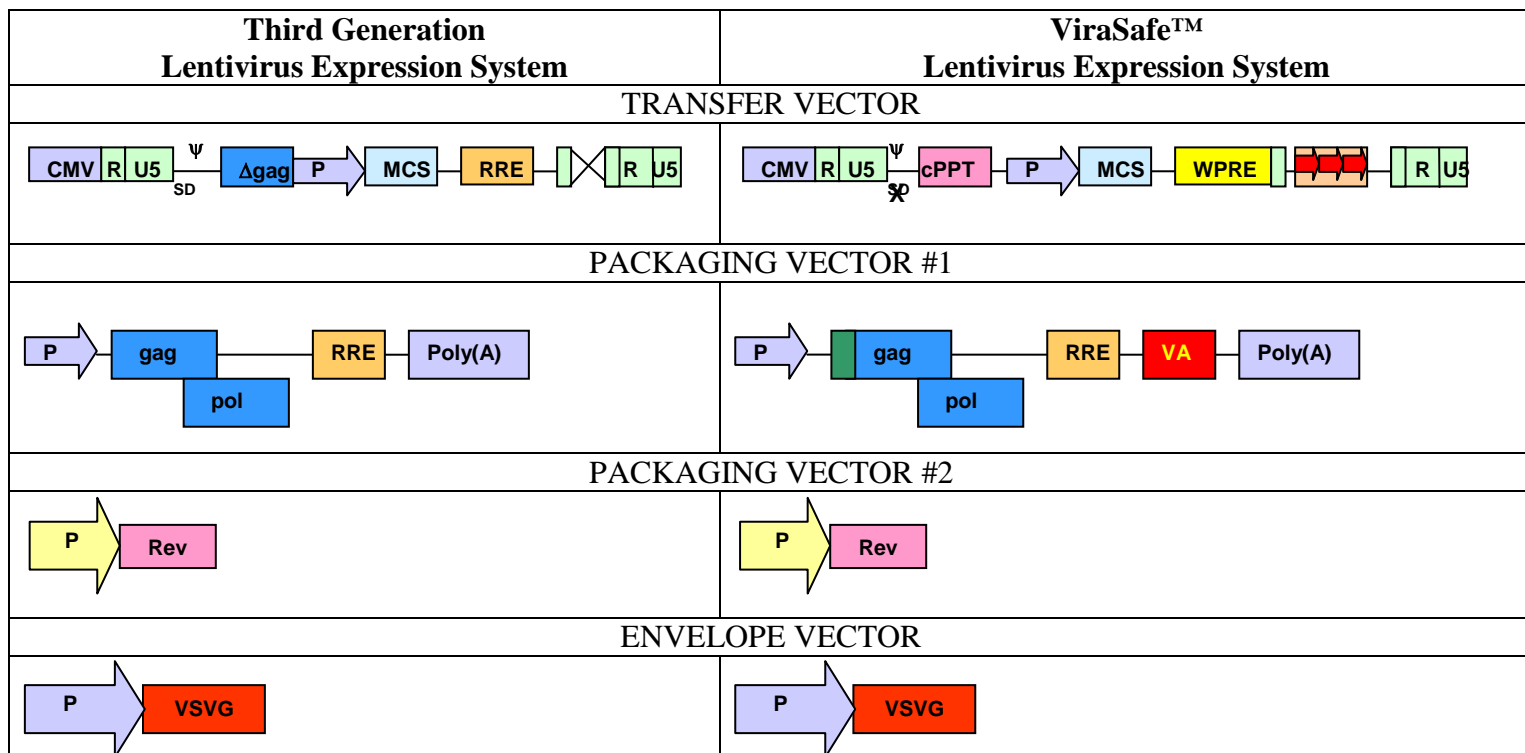 Third Generation
Lentivirus Expression System
ViraSafe™
Lentivirus Expression System
TRANSFER VECTOR
CMV R U5 ψ SD Δgag P MCS RRE R U5
CMV R U5 ψ SD X cPPT P MCS WPRE R U5
PACKAGING VECTOR #1
P gag RRE Poly(A)
pol
P gag RRE VA Poly(A)
pol
PACKAGING VECTOR #2
P Rev
P Rev
ENVELOPE VECTOR
P VSVG
P VSVG